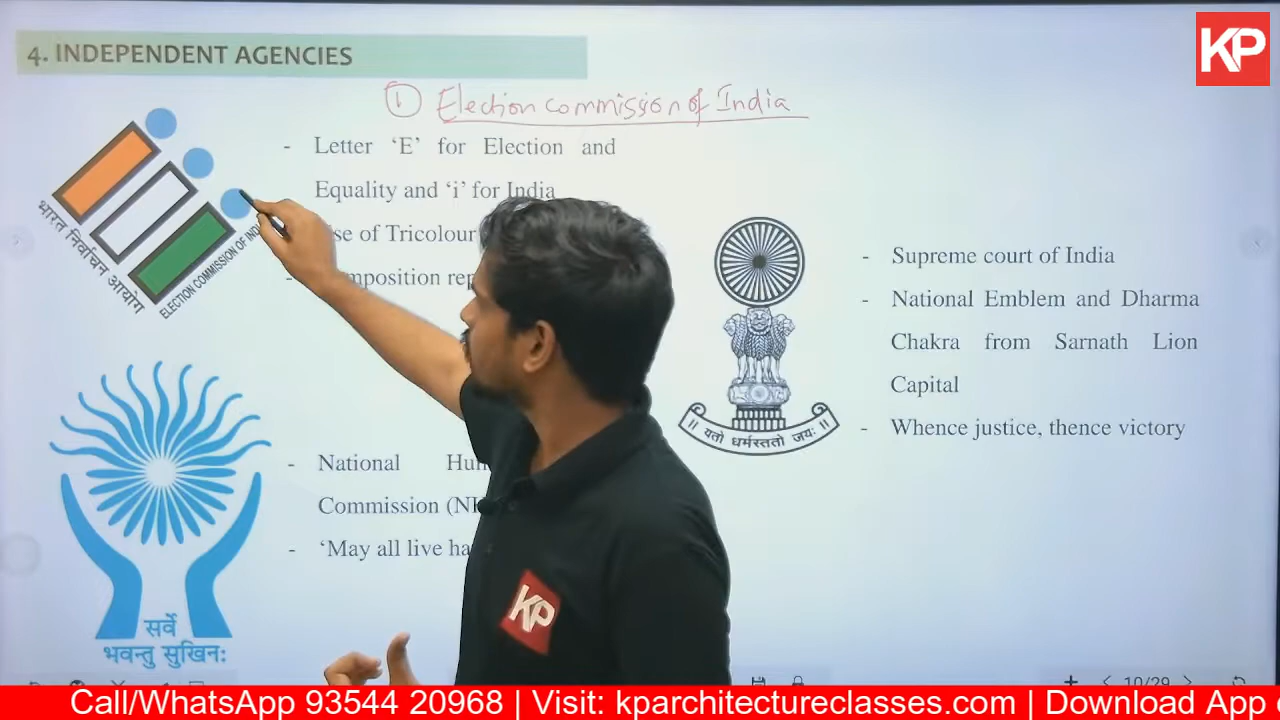 4. INDEPENDENT AGENCIES
KP
① Election commission of India
- Letter ‘E’ for Election and
Equality and ‘i’ for India
of Tricolour
भारत निर्वाचन आयोग
ELECTION COMMISSION OF
- Supreme court of India
- National Emblem and Dharma
Chakra from Sarnath Lion
Capital
- Whence justice, thence victory
॥ यतो धर्मस्ततो जयः ॥
- National
Commission
- ‘May all live
सर्वे
भवन्तु सुखिनः
KP
10/29
Call/WhatsApp 93544 20968 | Visit: kparchitectureclasses.com | Download App